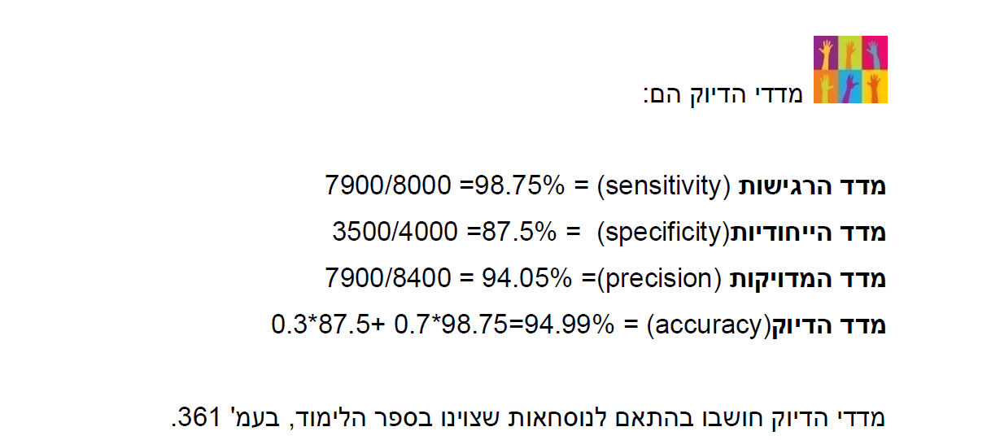 מדדי הדיוק הם:
מדד הרגישות (sensitivity) = 98.75%= 7900/8000
מדד הייחודיות(specificity) = 87.5%= 3500/4000
מדד המדויקות (precision)= 94.05% = 7900/8400
מדד הדיוק(accuracy) = 0.3*87.5+ 0.7*98.75=94.99%
מדדי הדיוק חושבו בהתאם לנוסחאות שצוינו בספר הלימוד, בעמ' 361.